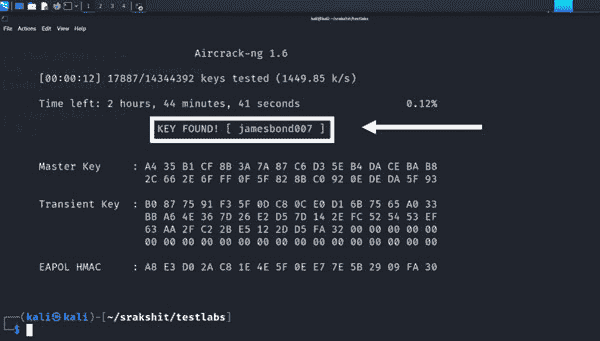 1 2 3 4
kali@kali: ~/srakshit/testlabs
File Actions Edit View Help
Aircrack-ng 1.6
[00:00:12] 17887/14344392 keys tested (1449.85 k/s)
Time left: 2 hours, 44 minutes, 41 seconds 0.12%
KEY FOUND! [ jamesbond007 ]
Master Key : A4 35 B1 CF 8B 3A 7A 87 C6 D3 5E B4 DA CE BA B8
2C 66 2E 6F FF 0F 5F 82 8B C0 92 0E DE DA 5F 93
Transient Key : B0 87 75 91 F3 5F 0D C8 0C E0 D1 6B 75 65 A0 33
BB A6 4E 36 7D 26 E2 D5 7D 14 2E FC 52 54 53 EF
63 AA 2F C2 2B E5 12 2D D5 FA 32 00 00 00 00 00
00 00 00 00 00 00 00 00 00 00 00 00 00 00 00 00
EAPOL HMAC : A8 E3 D0 2A C8 1E 4E 5F 0E E7 7E 5B 29 09 FA 30
(kali㉿kali)-[~/srakshit/testlabs]
$